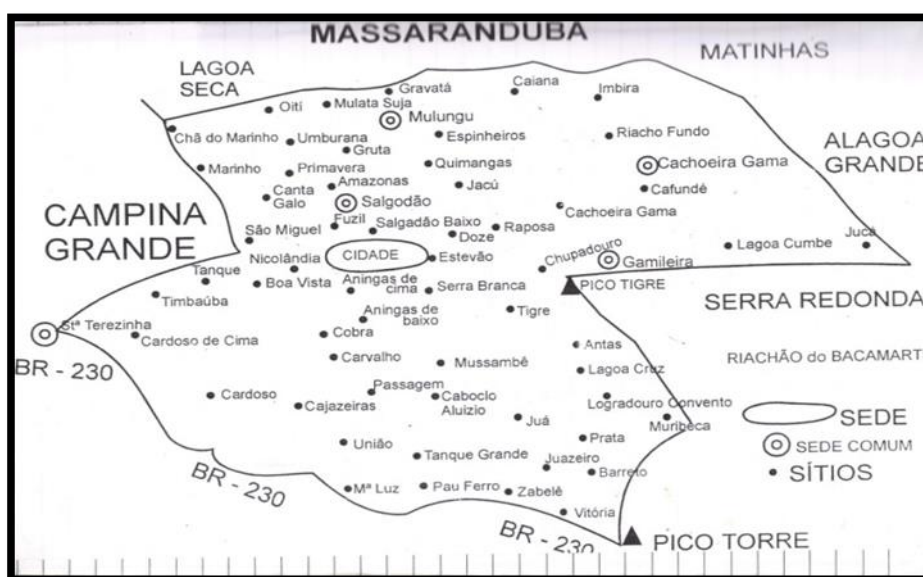 MASSARANDUBA
MATINHAS
LAGOA
SECA
Gravatá
Caiana
Imbira
Oití
Mulata Suja
Mulungu
Chã do Marinho
Umburana
Espinheiros
Riacho Fundo
ALAGOA
GRANDE
Gruta
Marinho
Primavera
Quimangas
Cachoeira Gama
Amazonas
Jacú
Cafundé
Canta
Galo
Salgodão
CAMPINA
GRANDE
Cachoeira Gama
Fuzil
Salgadão Baixo
Raposa
Jucá
São Miguel
Doze
Lagoa Cumbe
Chupadouro
Nicolândia
CIDADE
Estevão
Gamileira
Tanque
Boa Vista
Aningas de
cima
Serra Branca
PICO TIGRE
Timbaúba
SERRA REDONDA
Aningas de
baixo
Tigre
Stª Terezinha
Cardoso de Cima
Cobra
Antas
BR - 230
Carvalho
Mussambê
Lagoa Cruz
RIACHÃO do BACAMART
Cardoso
Passagem
Caboclo
Aluizio
Logradouro Convento
Cajazeiras
Juá
Muribeca
SEDE
União
Prata
SEDE COMUM
Tanque Grande
Juazeiro
Barreto
SÍTIOS
BR - 230
Mª Luz
Pau Ferro
Zabelê
Vitória
BR - 230
PICO TORRE